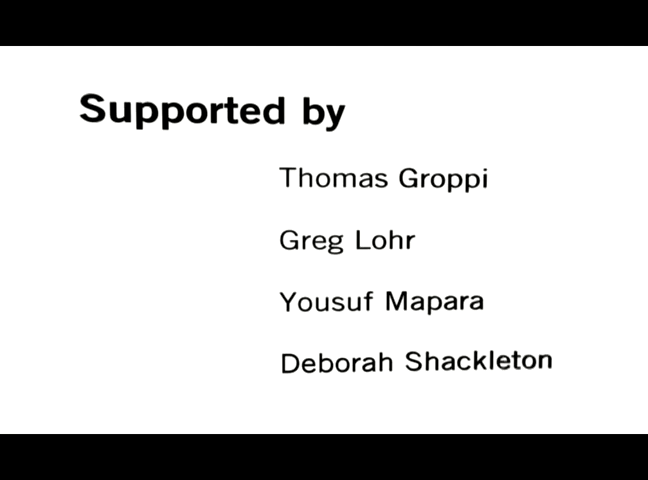 Supported by
Thomas Groppi
Greg Lohr
Yousuf Mapara
Deborah Shackleton